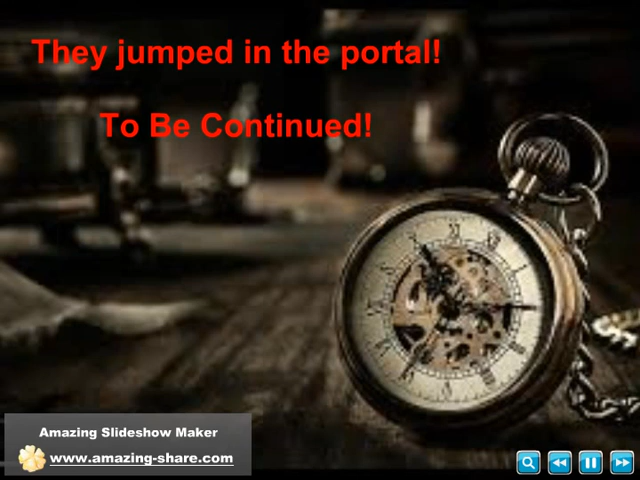 They jumped in the portal!
To Be Continued!
Amazing Slideshow Maker
www.amazing-share.com